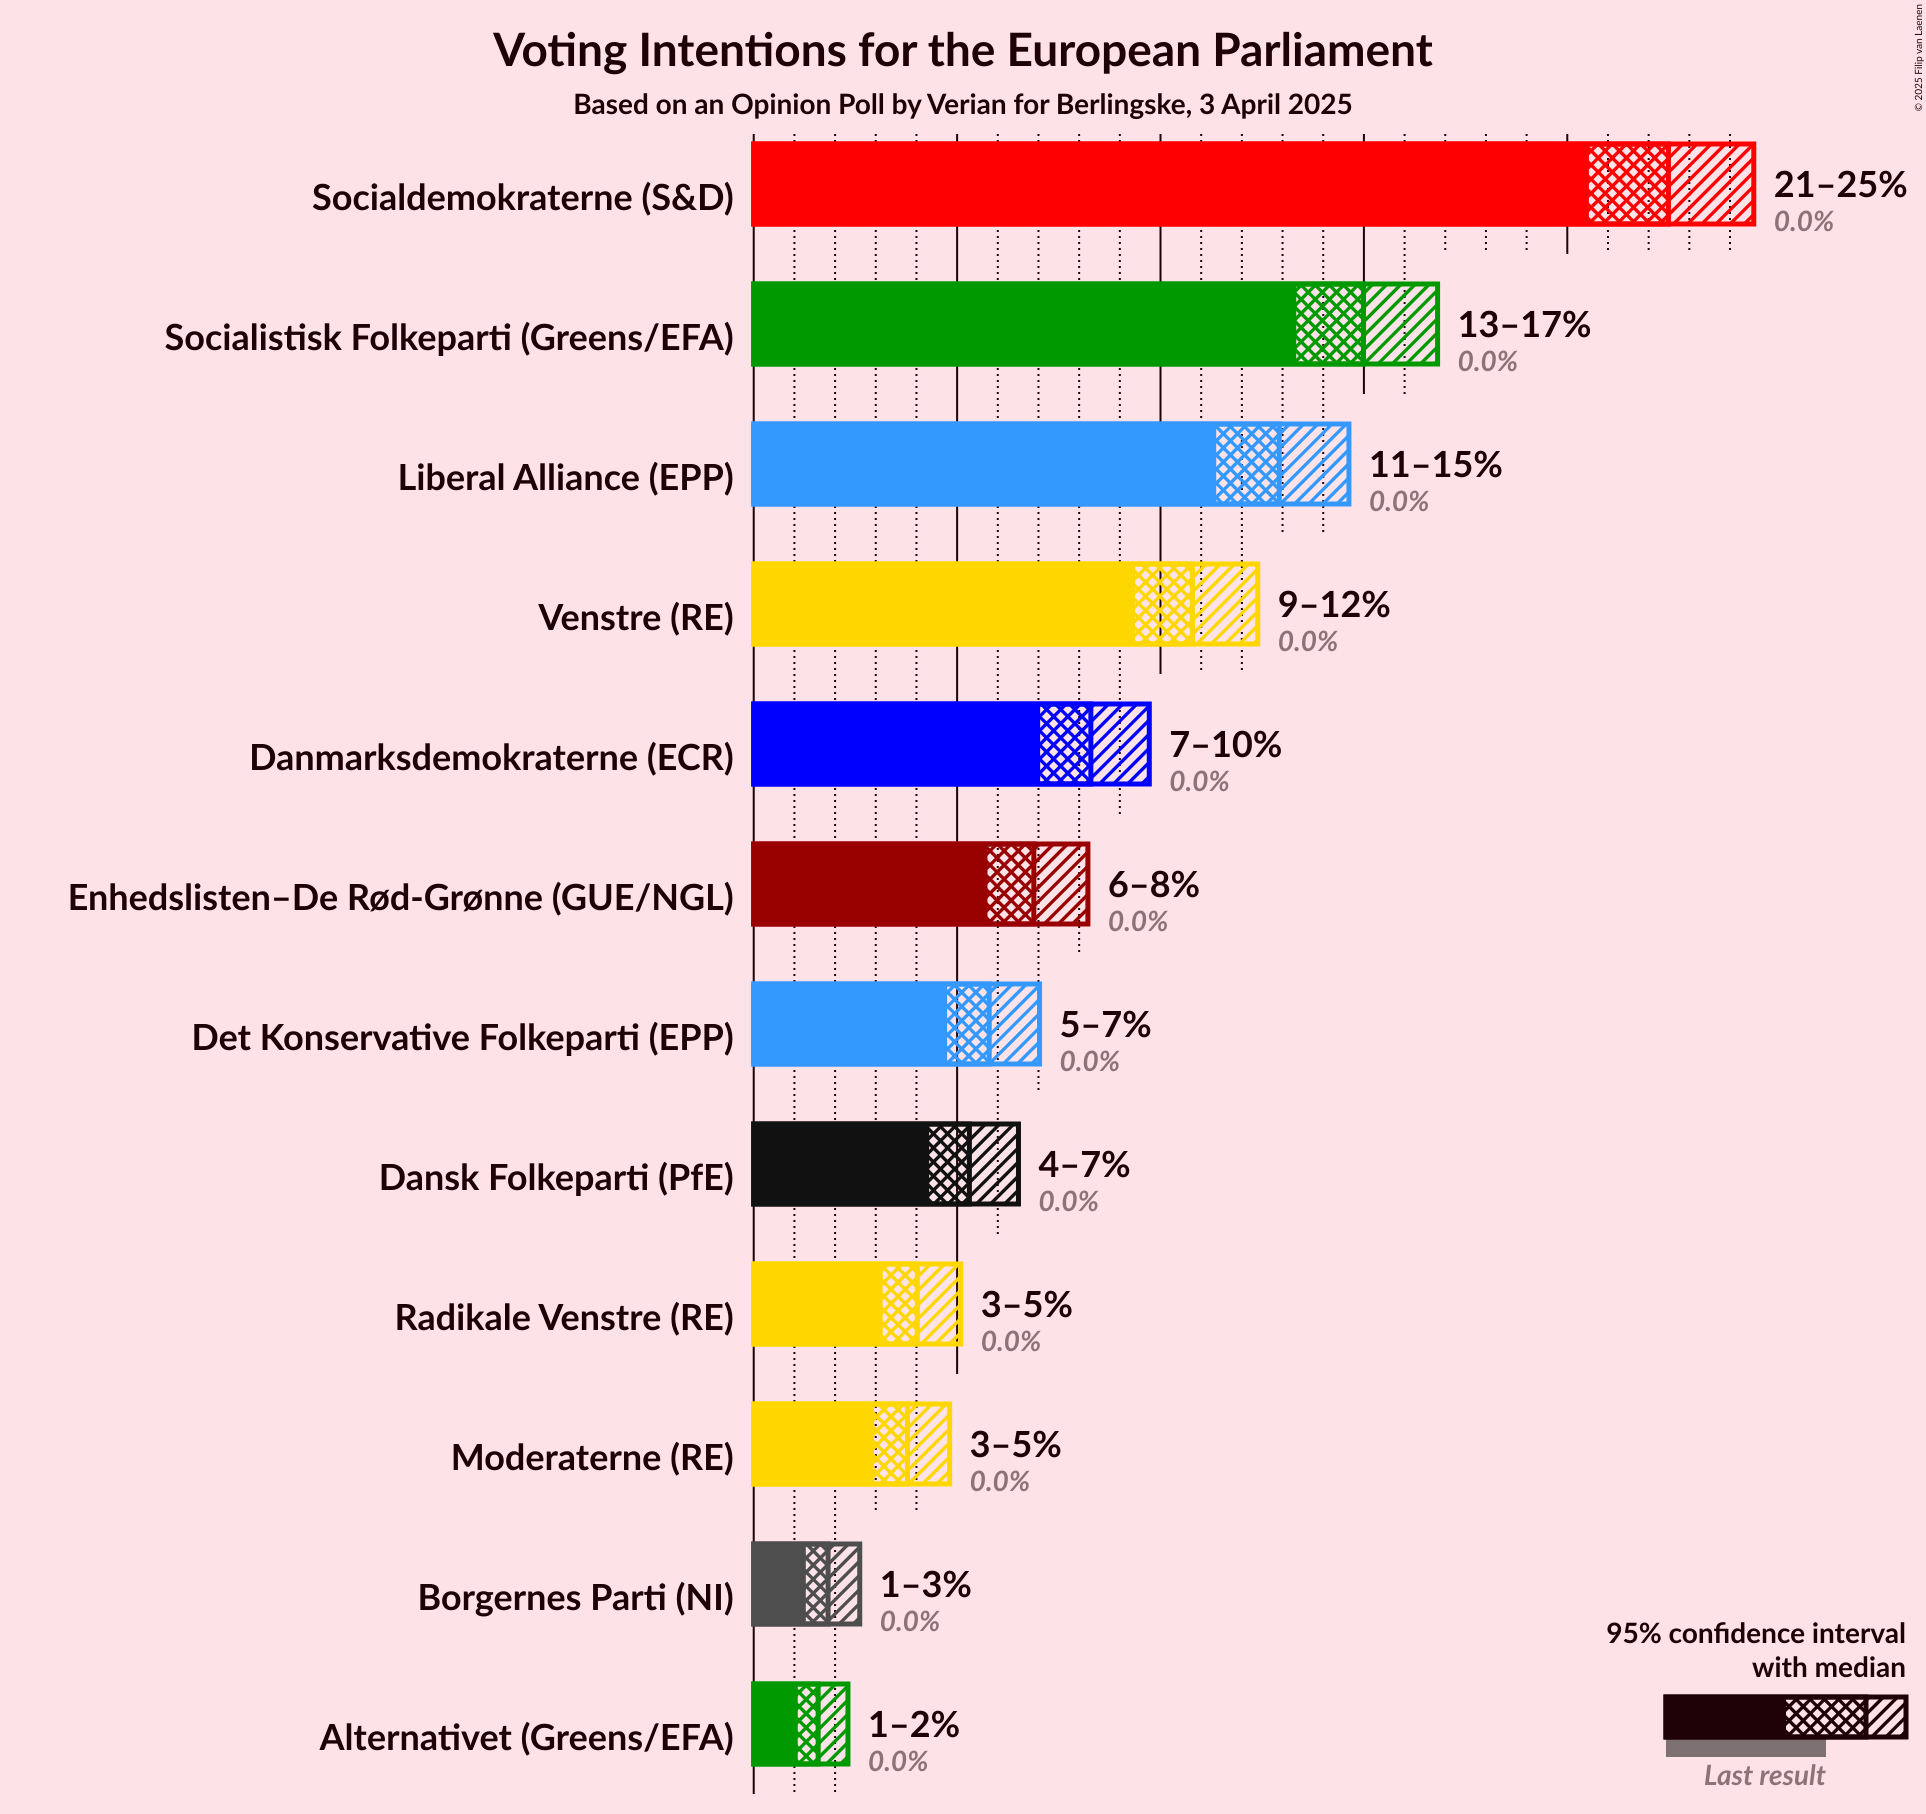 Voting Intentions for the European Parliament
Based on an Opinion Poll by Verian for Berlingske, 3 April 2025
© 2025 Filip van Laenen
Socialdemokraterne (S&D)
21–25%
0.0%
Socialistisk Folkeparti (Greens/EFA)
13–17%
0.0%
Liberal Alliance (EPP)
11–15%
0.0%
Venstre (RE)
9–12%
0.0%
Danmarksdemokraterne (ECR)
7–10%
0.0%
Enhedslisten–De Rød-Grønne (GUE/NGL)
6–8%
0.0%
Det Konservative Folkeparti (EPP)
5–7%
0.0%
Dansk Folkeparti (PfE)
4–7%
0.0%
Radikale Venstre (RE)
3–5%
0.0%
Moderaterne (RE)
3–5%
0.0%
Borgernes Parti (NI)
1–3%
0.0%
Alternativet (Greens/EFA)
1–2%
0.0%
95% confidence interval
with median
Last result